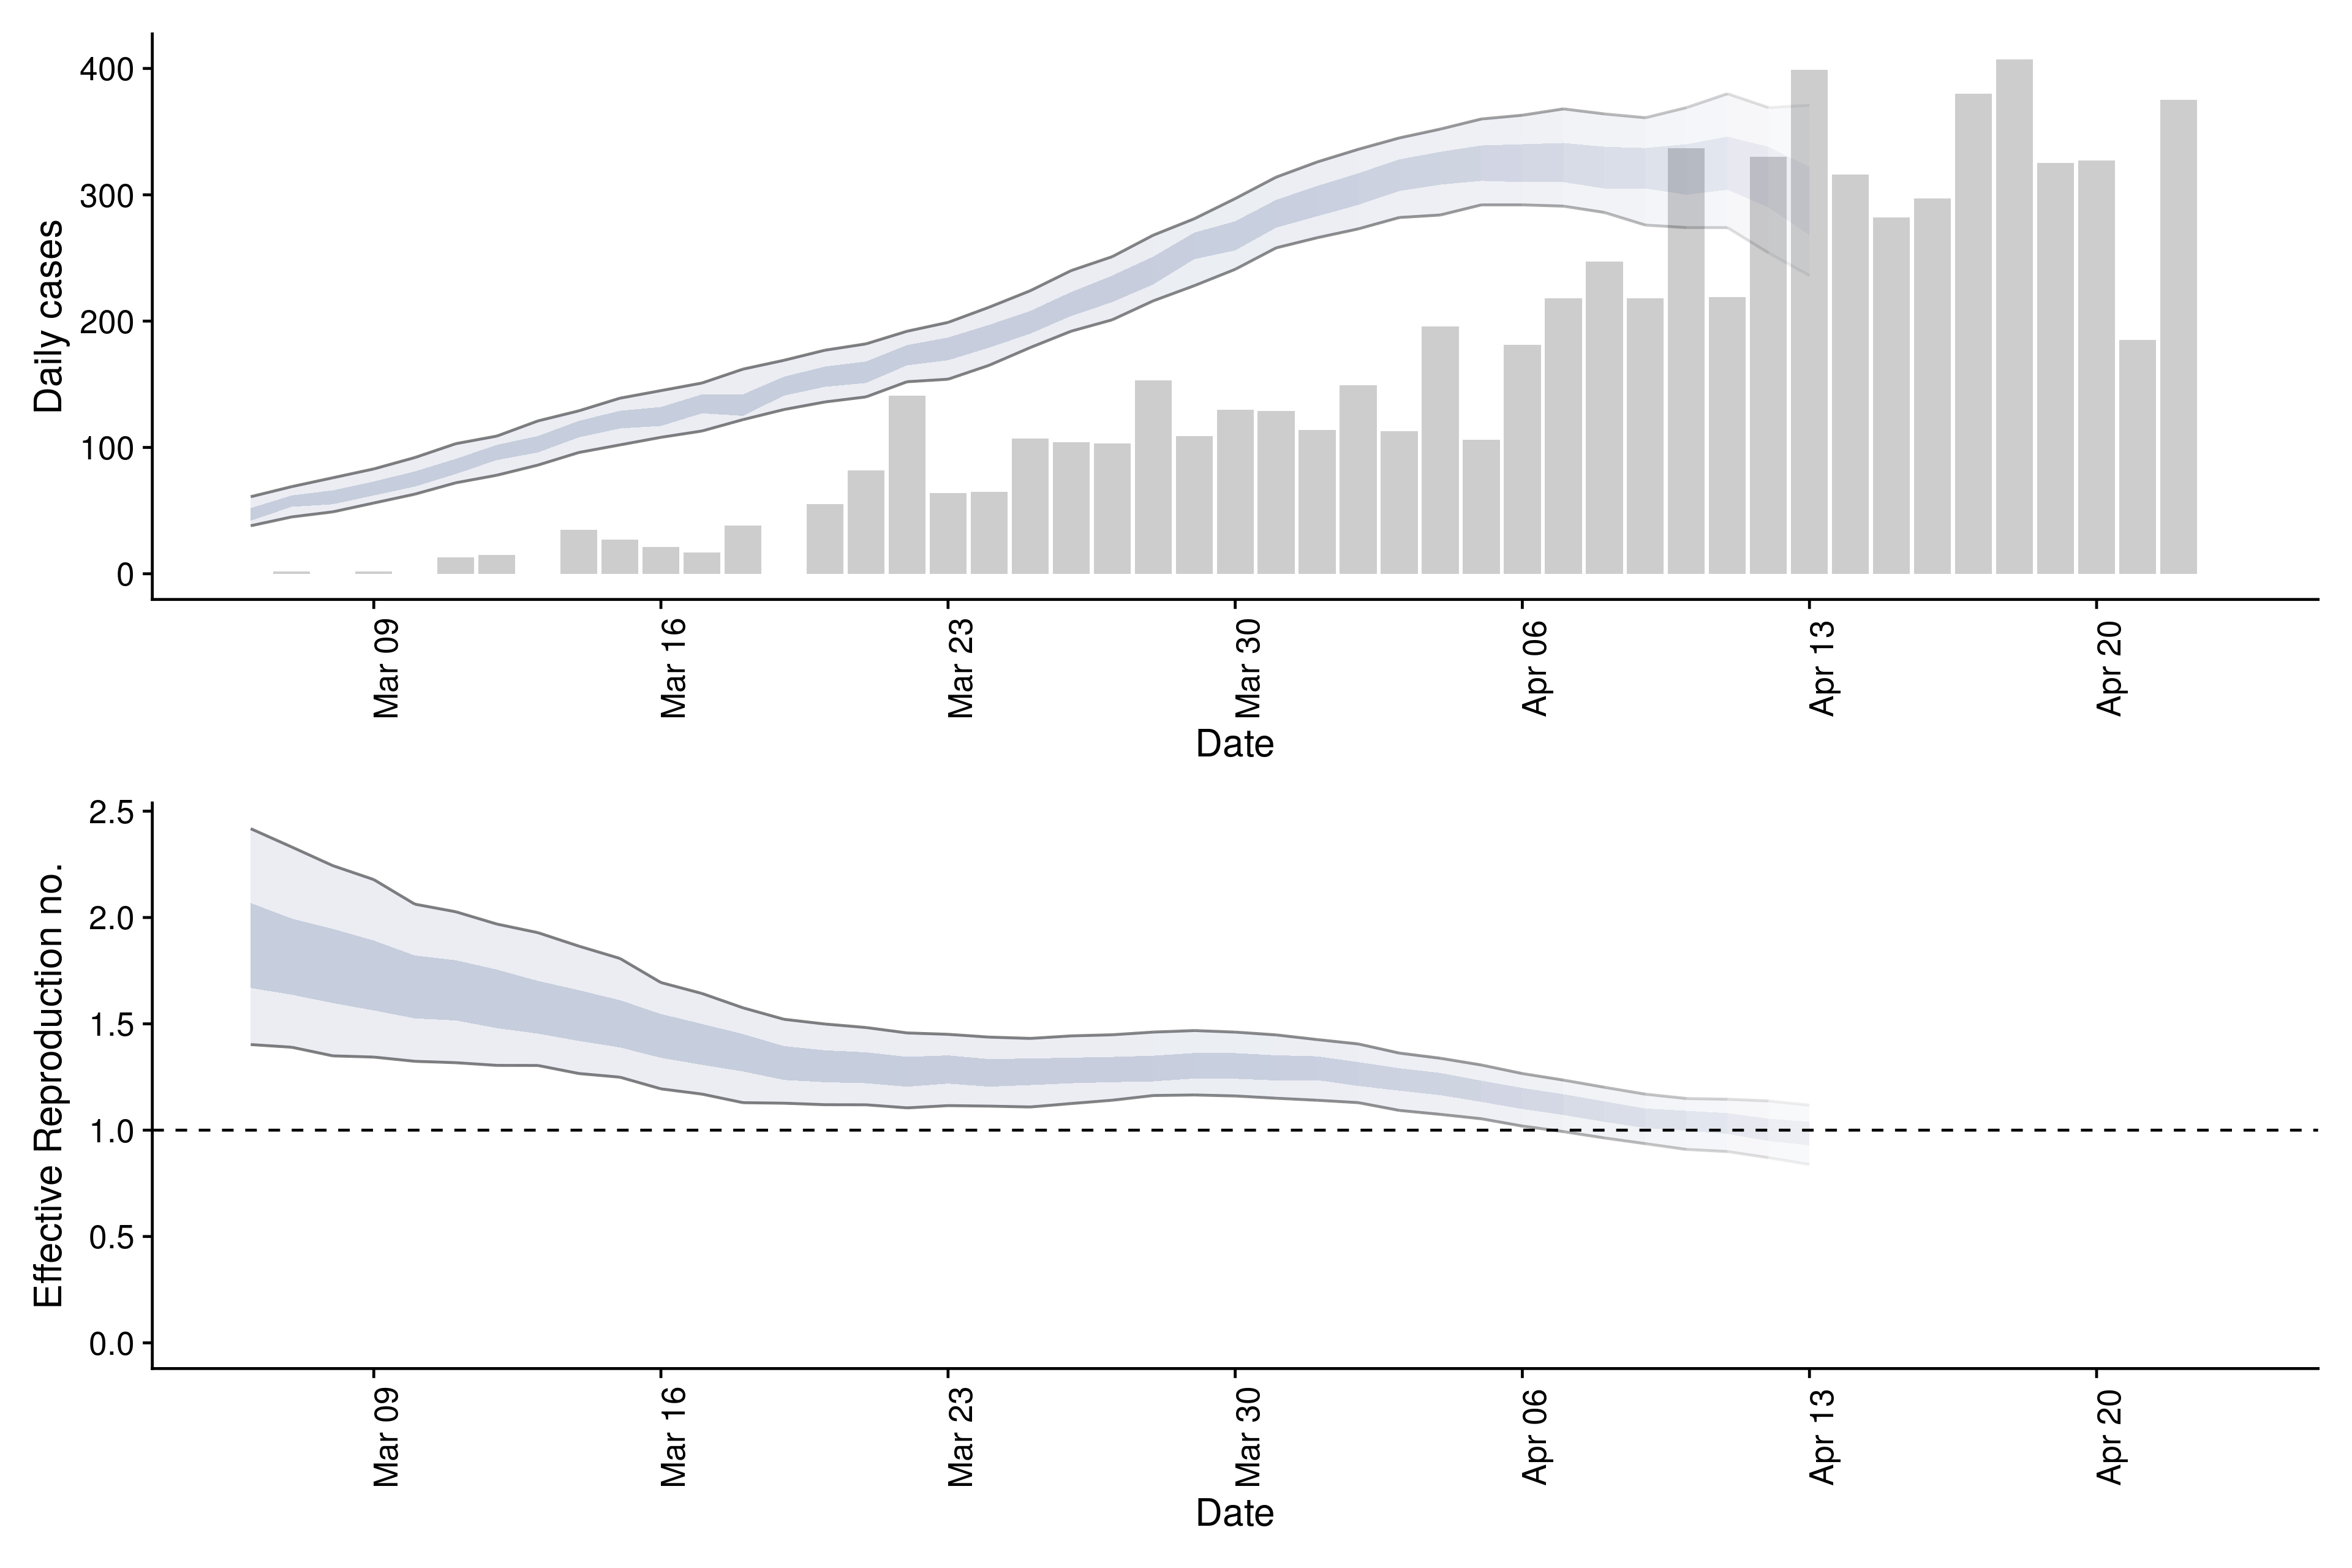 Daily cases
400
300
200
100
0
Mar 09
Mar 16
Mar 23
Mar 30
Apr 06
Apr 13
Apr 20
Date
Effective Reproduction no.
2.5
2.0
1.5
1.0
0.5
0.0
Mar 09
Mar 16
Mar 23
Mar 30
Apr 06
Apr 13
Apr 20
Date